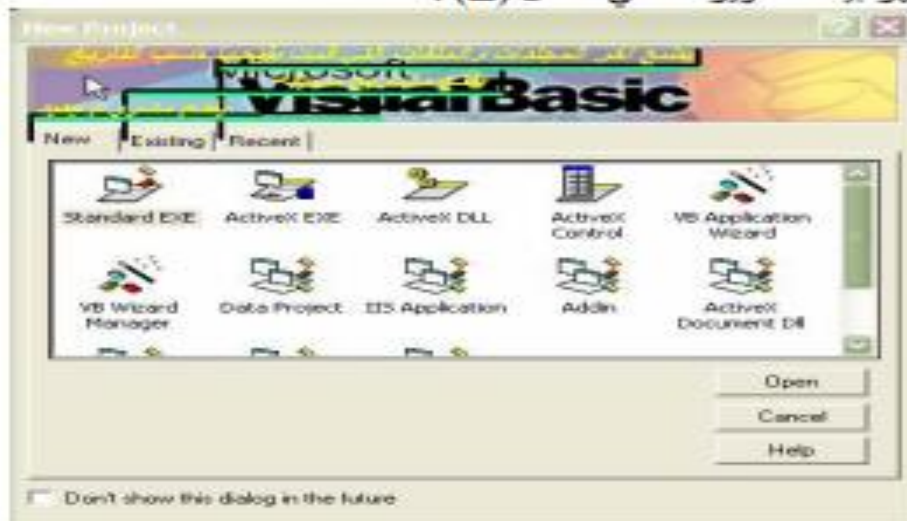 New Project
Microsoft
Visual Basic
New Existing Recent
Standard EXE ActiveX EXE ActiveX DLL ActiveX Control VB Application Wizard
VB Wizard Manager Data Project IIS Application Addin ActiveX Document Dll
Open
Cancel
Help
Don't show this dialog in the future